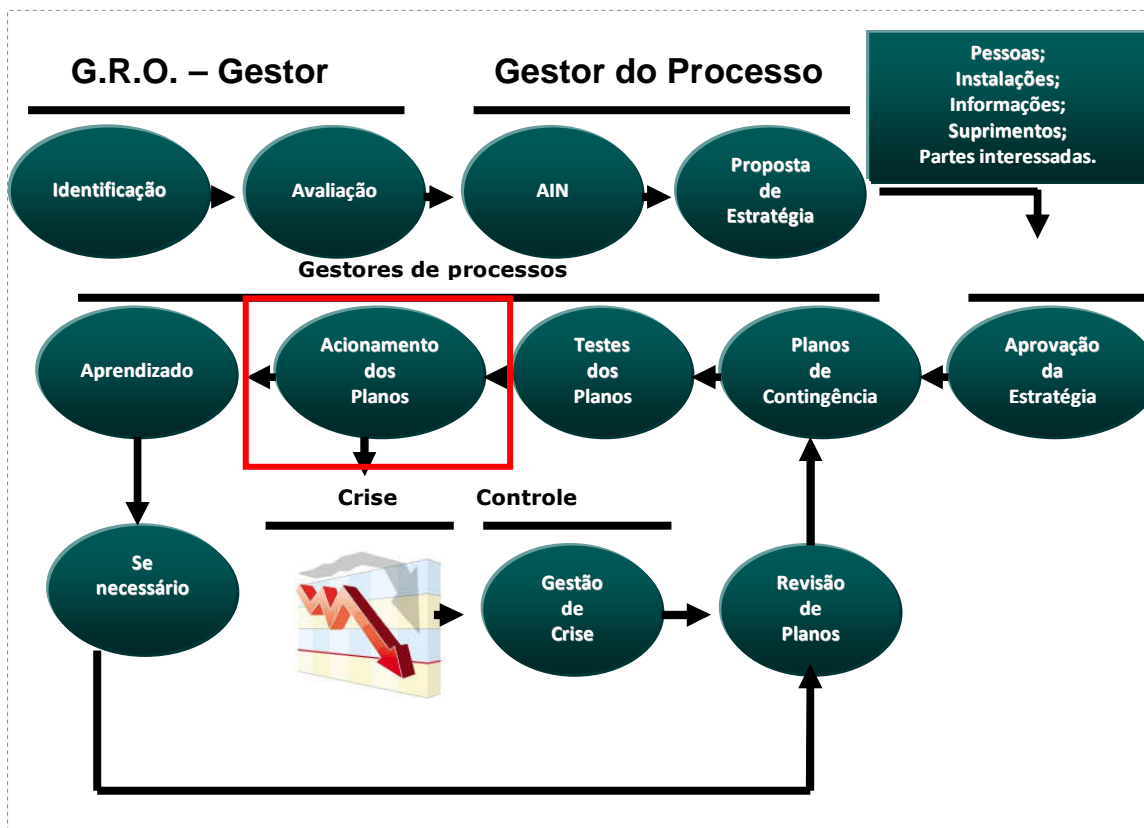 G.R.O. – Gestor
Gestor do Processo
Pessoas;
Instalações;
Informações;
Suprimentos;
Partes interessadas.
Identificação
Avaliação
AIN
Proposta
de
Estratégia
Gestores de processos
Aprendizado
Acionamento
dos
Planos
Testes
dos
Planos
Planos
de
Contingência
Aprovação
da
Estratégia
Crise
Controle
Se
necessário
Gestão
de
Crise
Revisão
de
Planos